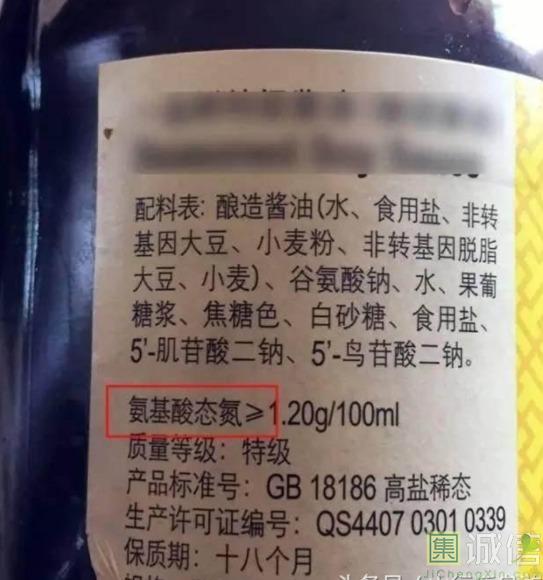 配料表: 酿造酱油(水、食用盐、非转
基因大豆、小麦粉、非转基因脱脂
大豆、小麦)、谷氨酸钠、水、果葡
糖浆、焦糖色、白砂糖、食用盐、
5'-肌苷酸二钠、5'-鸟苷酸二钠。
氨基酸态氮≥1.20g/100ml
质量等级: 特级
产品标准号: GB 18186 高盐稀态
生产许可证编号: QS4407 0301 0339
保质期: 十八个月
集诚信
JiChengXin